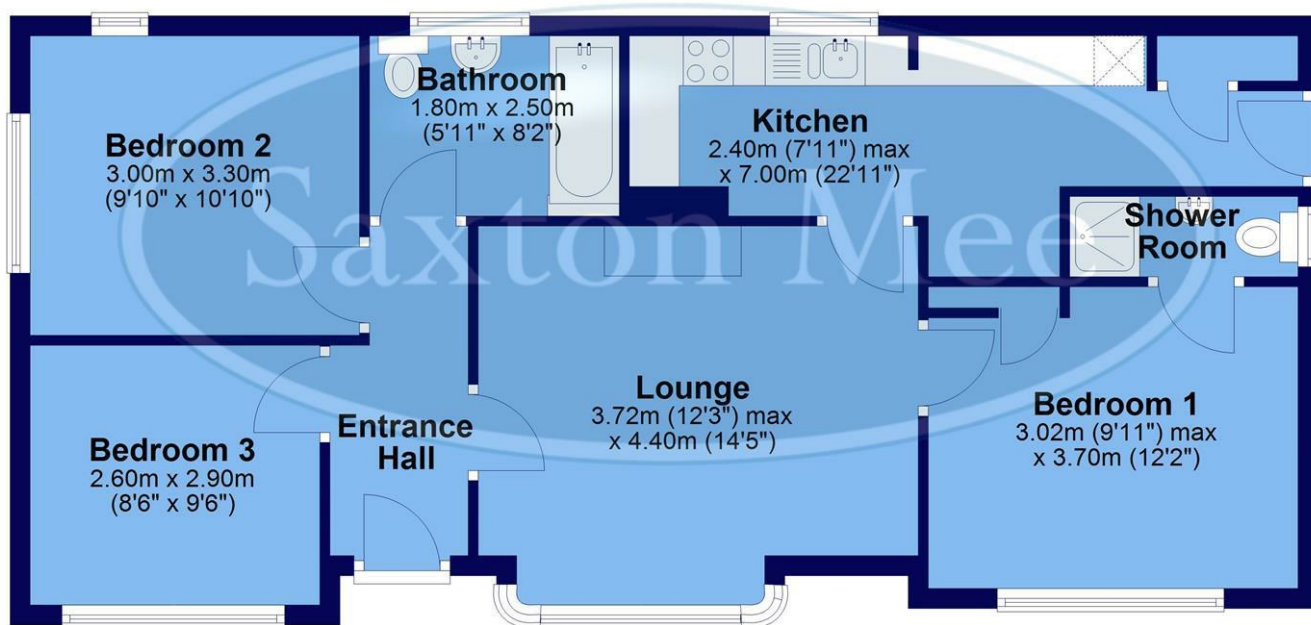 Bedroom 2
3.00m x 3.30m
(9'10" x 10'10")
Bathroom
1.80m x 2.50m
(5'11" x 8'2")
Kitchen
2.40m (7'11") max
x 7.00m (22'11")
Shower
Room
Saxton Mee
Bedroom 3
2.60m x 2.90m
(8'6" x 9'6")
Entrance
Hall
Lounge
3.72m (12'3") max
x 4.40m (14'5")
Bedroom 1
3.02m (9'11") max
x 3.70m (12'2")